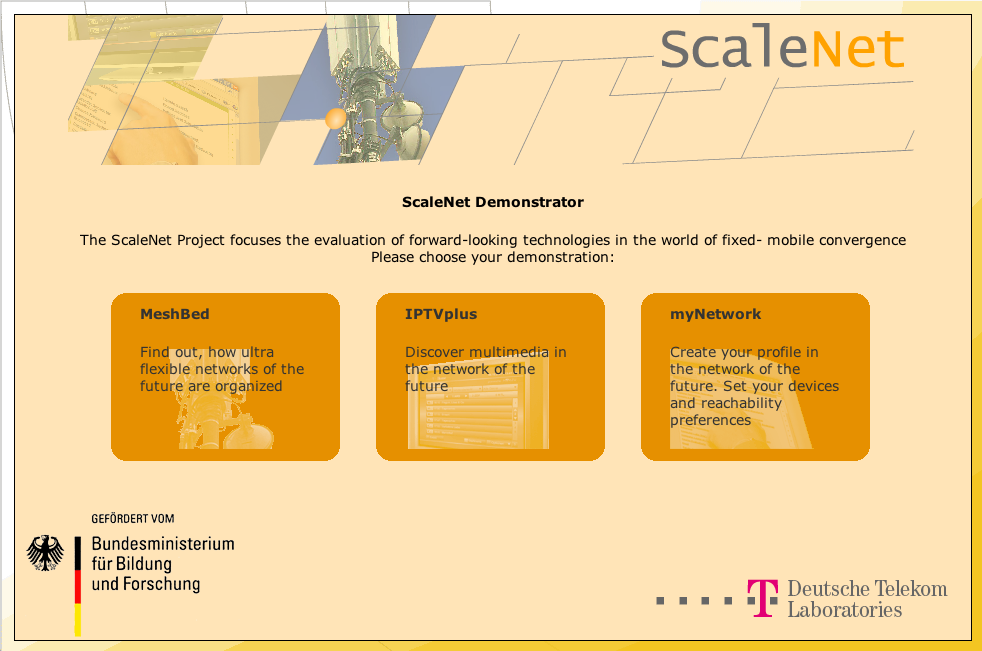 ScaleNet
ScaleNet Demonstrator
The ScaleNet Project focuses the evaluation of forward-looking technologies in the world of fixed- mobile convergence
Please choose your demonstration:
MeshBed
Find out, how ultra
flexible networks of the
future are organized
IPTVplus
Discover multimedia in
the network of the
future
myNetwork
Create your profile in
the network of the
future. Set your devices
and reachability
preferences
GEFÖRDERT VOM
Bundesministerium
für Bildung
und Forschung
T Deutsche Telekom
Laboratories